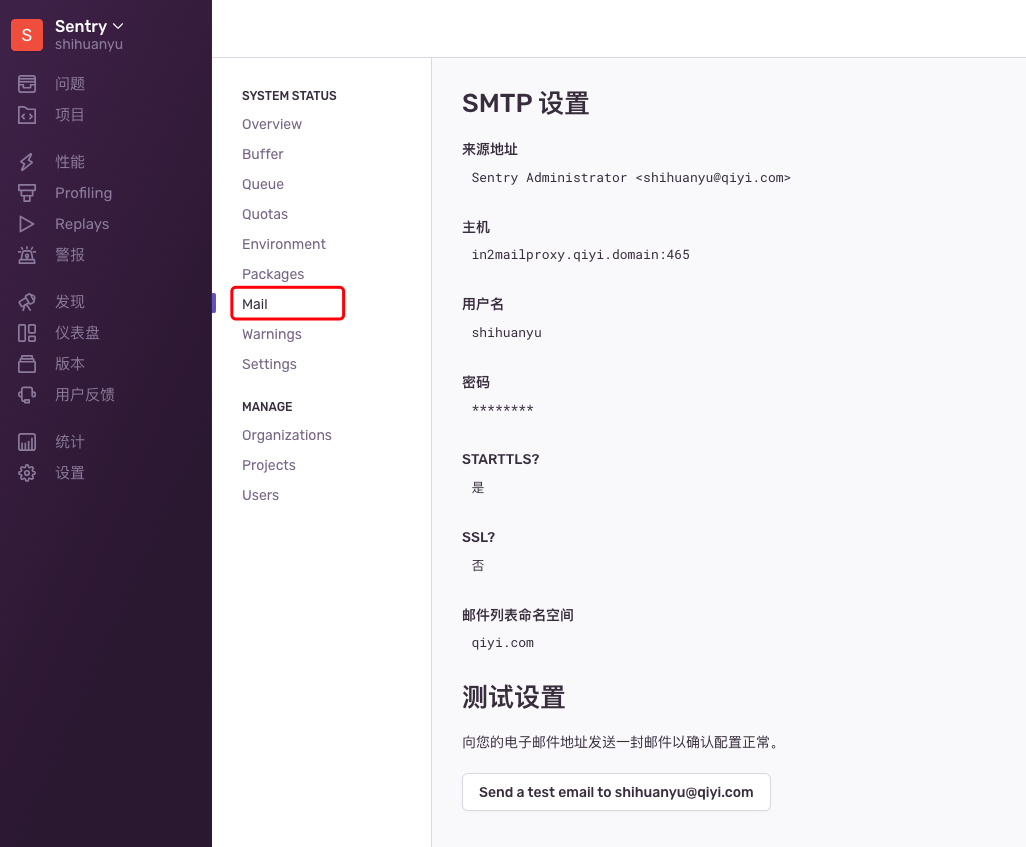 S
Sentry
shihuanyu
问题
项目
性能
Profiling
Replays
警报
发现
仪表盘
版本
用户反馈
统计
设置
SYSTEM STATUS
Overview
Buffer
Queue
Quotas
Environment
Packages
Mail
Warnings
Settings
MANAGE
Organizations
Projects
Users
SMTP 设置
来源地址
Sentry Administrator <shihuanyu@qiyi.com>
主机
in2mailproxy.qiyi.domain:465
用户名
shihuanyu
密码
********
STARTTLS?
是
SSL?
否
邮件列表命名空间
qiyi.com
测试设置
向您的电子邮件地址发送一封邮件以确认配置正常。
Send a test email to shihuanyu@qiyi.com